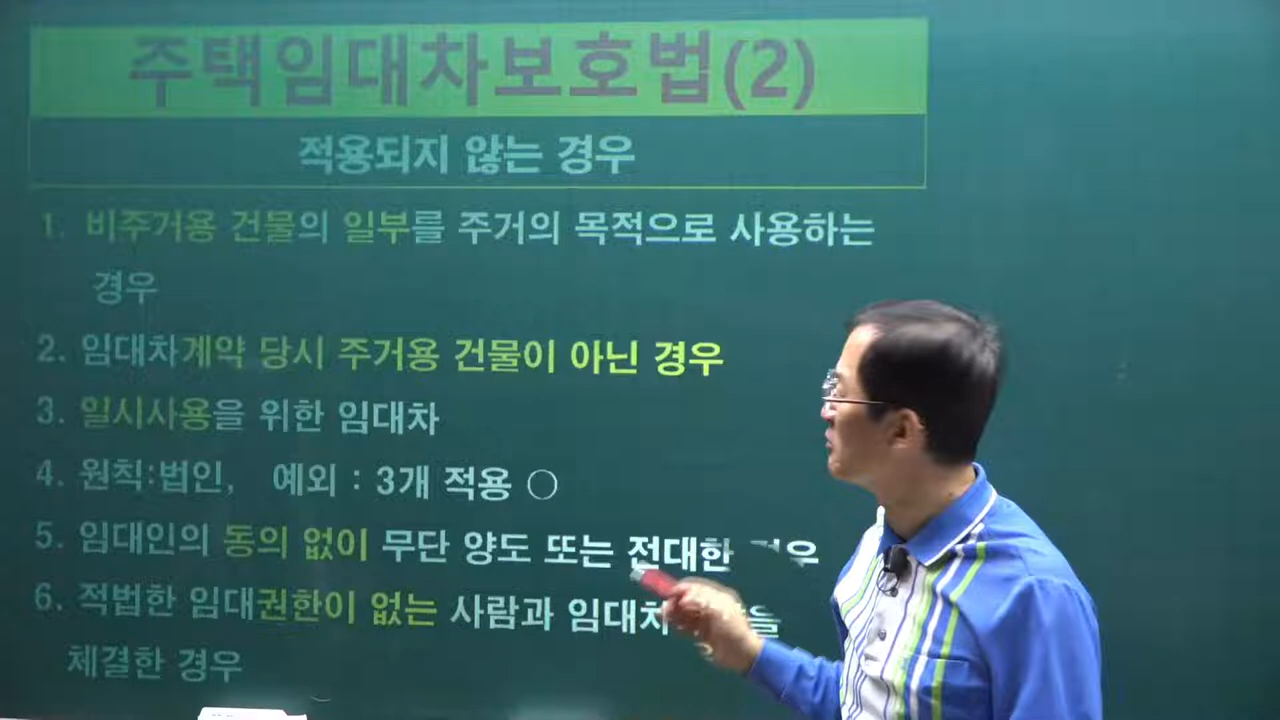 주택임대차보호법(2)
적용되지 않는 경우
1. 비주거용 건물의 일부를 주거의 목적으로 사용하는
경우
2. 임대차계약 당시 주거용 건물이 아닌 경우
3. 일시사용을 위한 임대차
4. 원칙:법인, 예외 : 3개 적용 ○
5. 임대인의 동의 없이 무단 양도 또는 전대한
6. 적법한 임대권한이 없는 사람과
체결한 경우